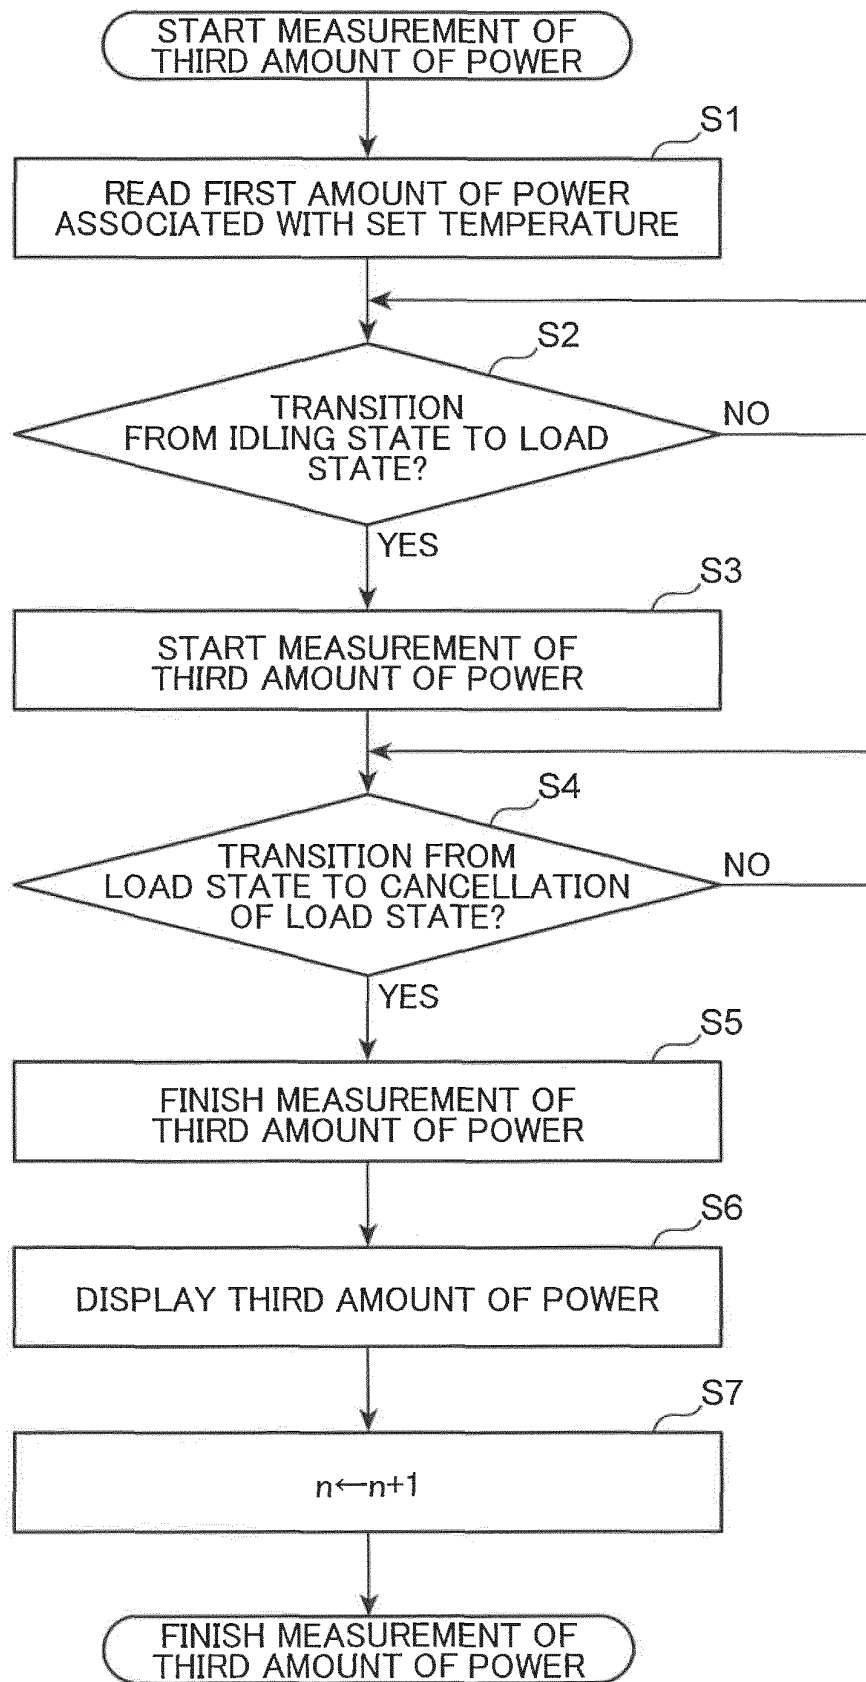 START MEASUREMENT OF
THIRD AMOUNT OF POWER
S1
READ FIRST AMOUNT OF POWER
ASSOCIATED WITH SET TEMPERATURE
S2
TRANSITION
FROM IDLING STATE TO LOAD
STATE?
NO
YES
S3
START MEASUREMENT OF
THIRD AMOUNT OF POWER
S4
TRANSITION FROM
LOAD STATE TO CANCELLATION
OF LOAD STATE?
NO
YES
S5
FINISH MEASUREMENT OF
THIRD AMOUNT OF POWER
S6
DISPLAY THIRD AMOUNT OF POWER
S7
n←n+1
FINISH MEASUREMENT OF
THIRD AMOUNT OF POWER